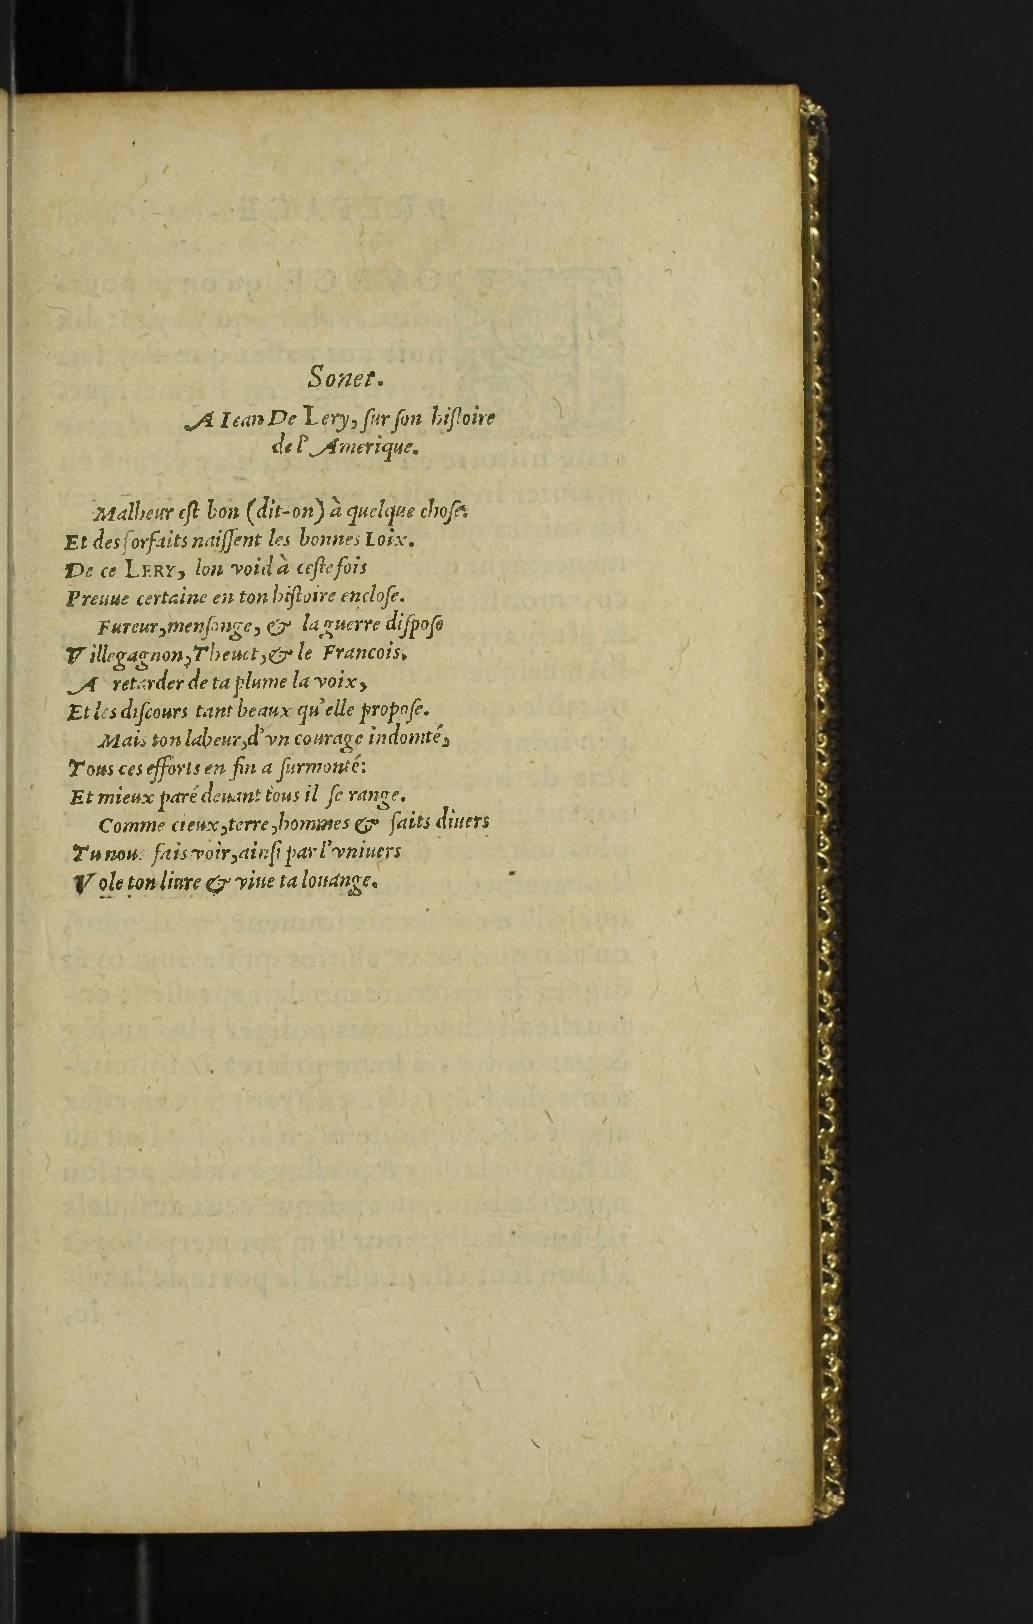 Sonet.
A Iean De Lery, ſur ſon hiſtoire
de l' Amerique.
Malheur eſt bon (dit-on) à quelque choſe.
Et des forfaits naiſſent les bonnes Loix.
De ce LERY, lon void à ceſte fois
Preuue certaine en ton hiſtoire encloſe.
Fureur, menſonge, & la guerre diſpoſe
Villegagnon, Theuet, & le Francois,
A retarder de ta plume la voix,
Et les diſcours tant beaux qu'elle propoſe.
Mais ton labeur, d'vn courage indomté,
Tous ces efforts en fin a ſurmonté:
Et mieux paré deuant tous il ſe range.
Comme cieux, terre, hommes & faits diuers
Tu nous fais voir, ainſi par l'vniuers
Vole ton liure & viue ta louange.